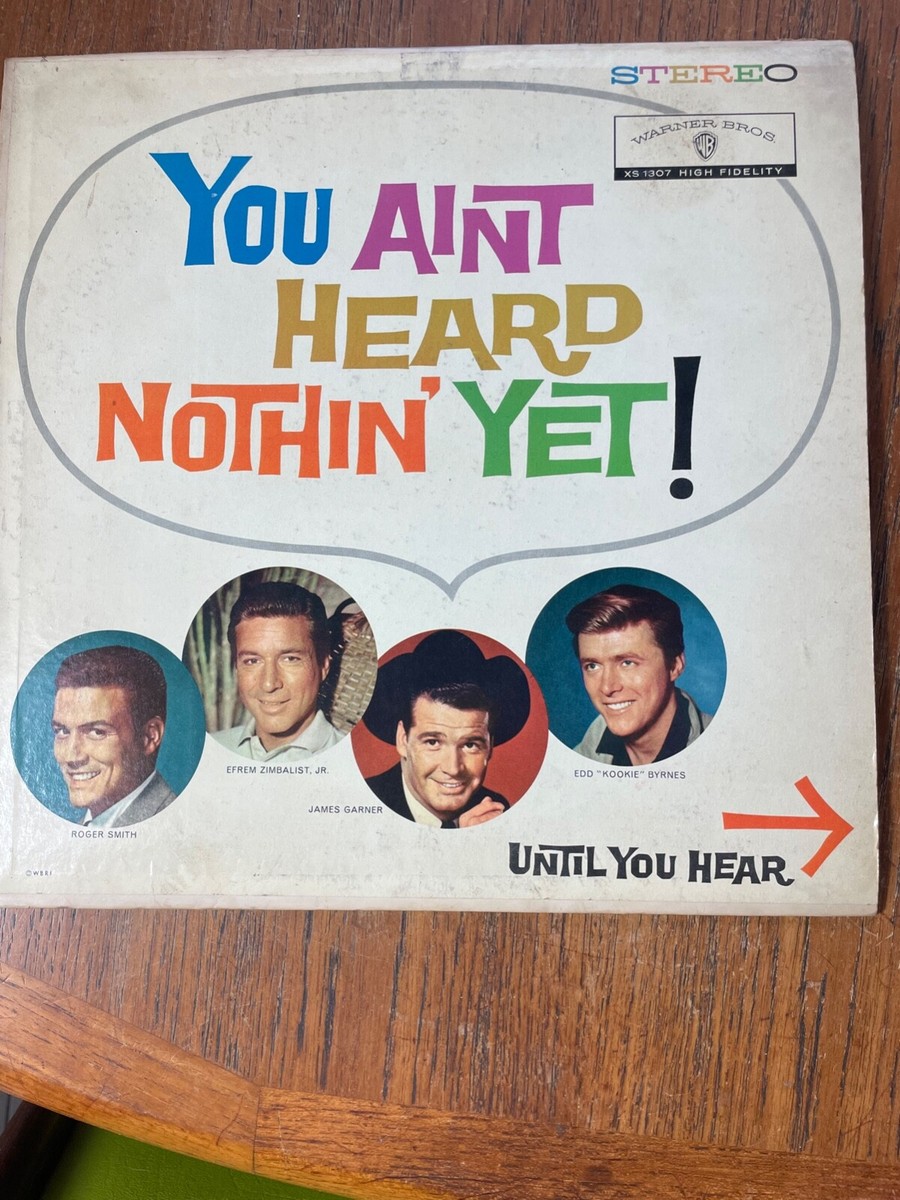 STEREO
WARNER BROS.
WB
XS 1307 HIGH FIDELITY
YOU AINT
HEARD
NOTHIN' YET!
ROGER SMITH
EFREM ZIMBALIST, JR.
JAMES GARNER
EDD "KOOKIE" BYRNES
UNTIL YOU HEAR